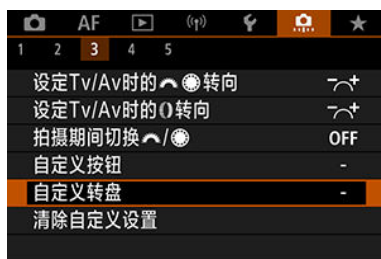 AF
1 2 3 4 5
设定Tv/Av时的转向 -+
设定Tv/Av时的转向 -+
拍摄期间切换/ OFF
自定义按钮 -
自定义转盘 -
清除自定义设置